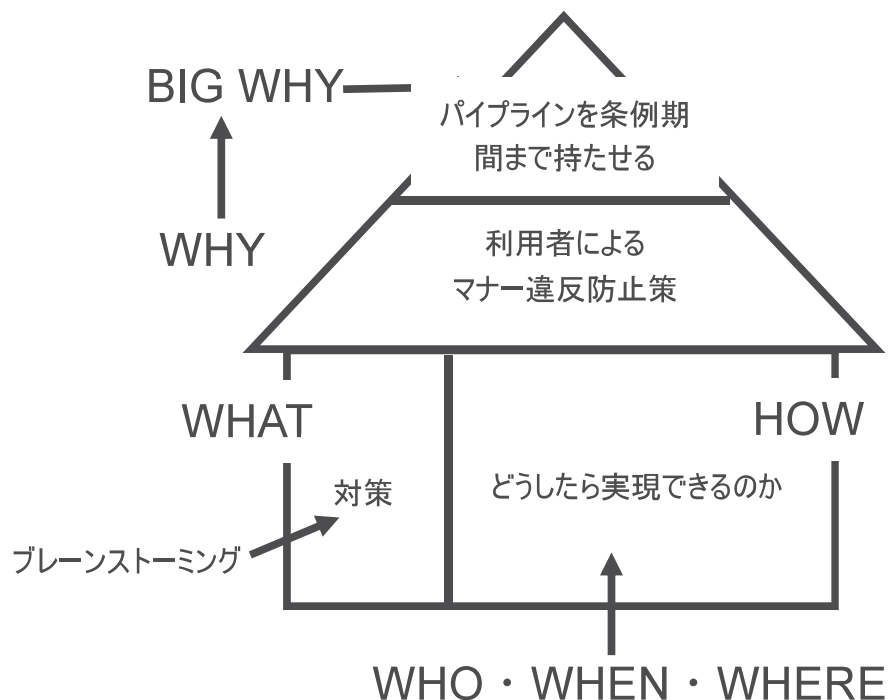 BIG WHY
パイプラインを条例期
間まで持たせる
WHY
利用者による
マナー違反防止策
WHAT
HOW
対策
どうしたら実現できるのか
ブレーンストーミング
WHO・WHEN・WHERE